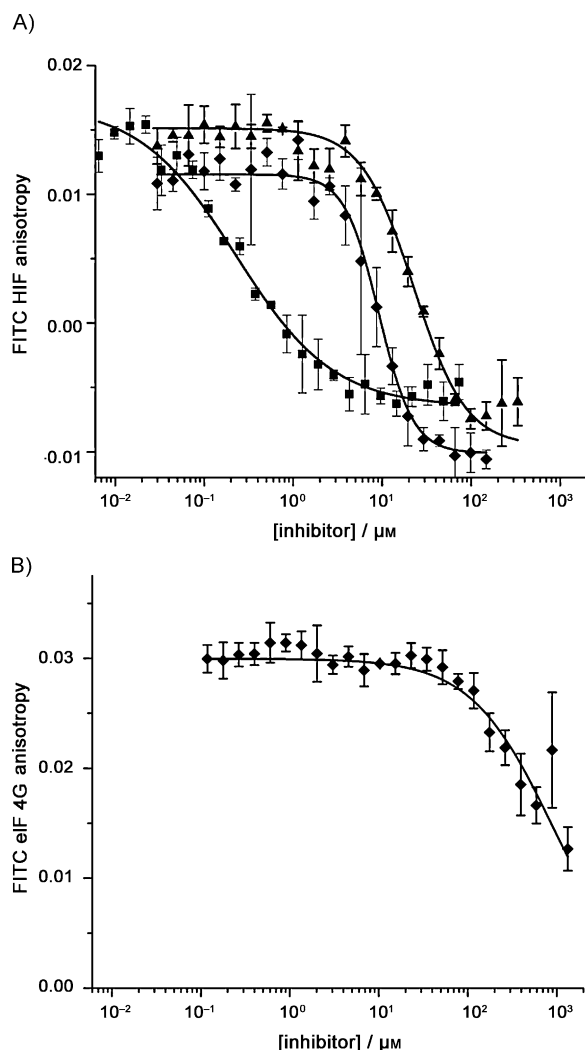 A)
0.02
0.01
0.00
-0.01
FITC HIF anisotropy
10⁻² 10⁻¹ 10⁰ 10¹ 10² 10³
[inhibitor] / µM
B)
0.03
0.02
0.01
0.00
FITC eIF 4G anisotropy
10⁻² 10⁻¹ 10⁰ 10¹ 10² 10³
[inhibitor] / µM